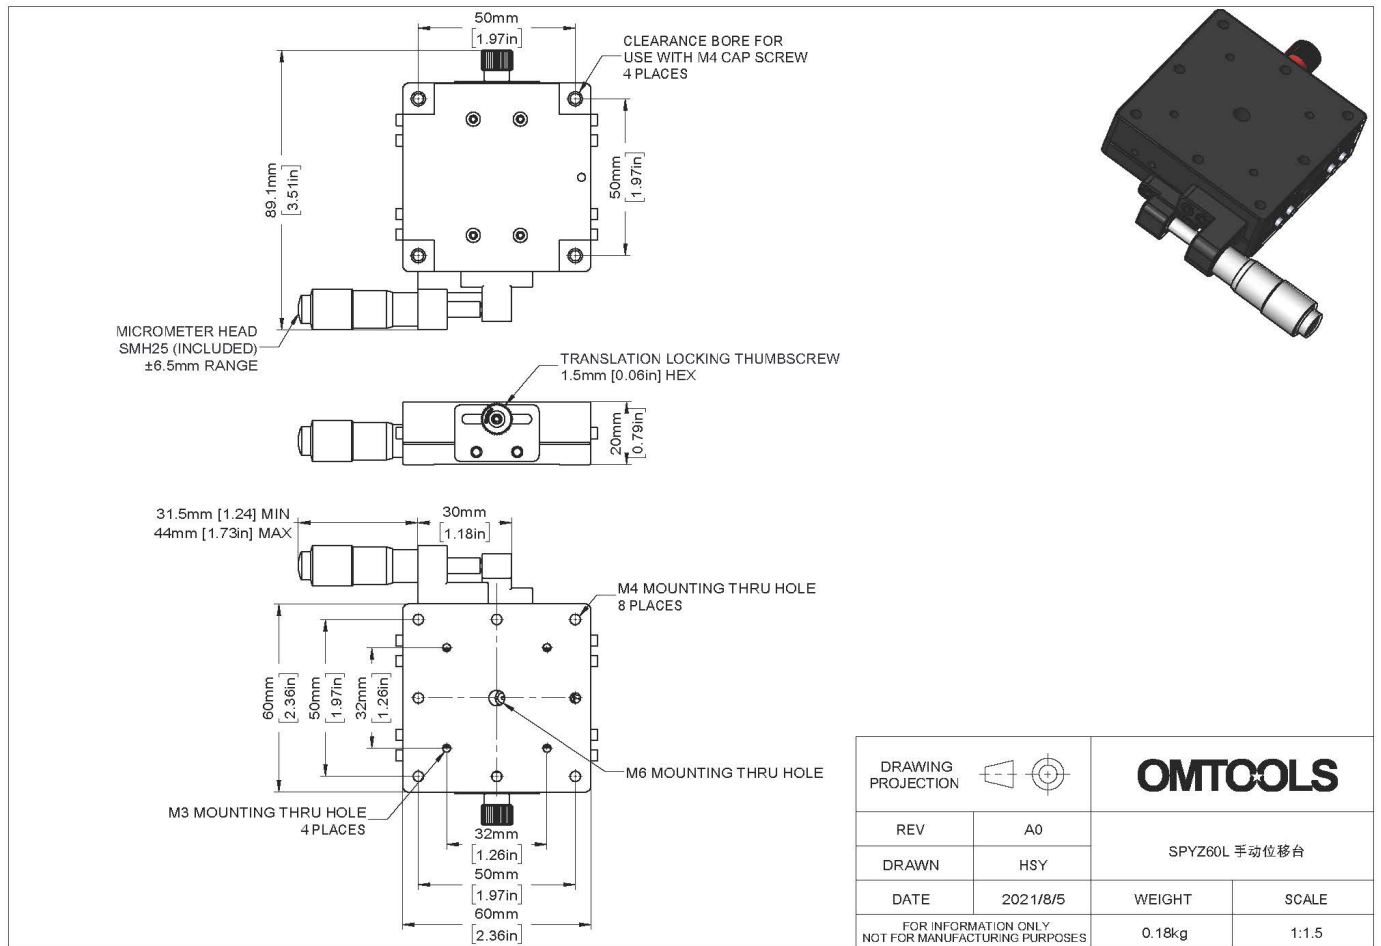 50mm
[1.97in]
CLEARANCE BORE FOR
USE WITH M4 CAP SCREW
4 PLACES
89.1mm
[3.51in]
50mm
[1.97in]
MICROMETER HEAD
SMH25 (INCLUDED)
±6.5mm RANGE
TRANSLATION LOCKING THUMBSCREW
1.5mm [0.06in] HEX
20mm
[0.79in]
31.5mm [1.24] MIN
44mm [1.73in] MAX
30mm
[1.18in]
M4 MOUNTING THRU HOLE
8 PLACES
60mm
[2.36in]
50mm
[1.97in]
32mm
[1.26in]
M6 MOUNTING THRU HOLE
M3 MOUNTING THRU HOLE
4 PLACES
32mm
[1.26in]
50mm
[1.97in]
60mm
[2.36in]
DRAWING
PROJECTION
OMTOOLS
REV
A0
SPYZ60L 手动位移台
DRAWN
HSY
DATE
2021/8/5
WEIGHT
SCALE
FOR INFORMATION ONLY
NOT FOR MANUFACTURING PURPOSES
0.18kg
1:1.5